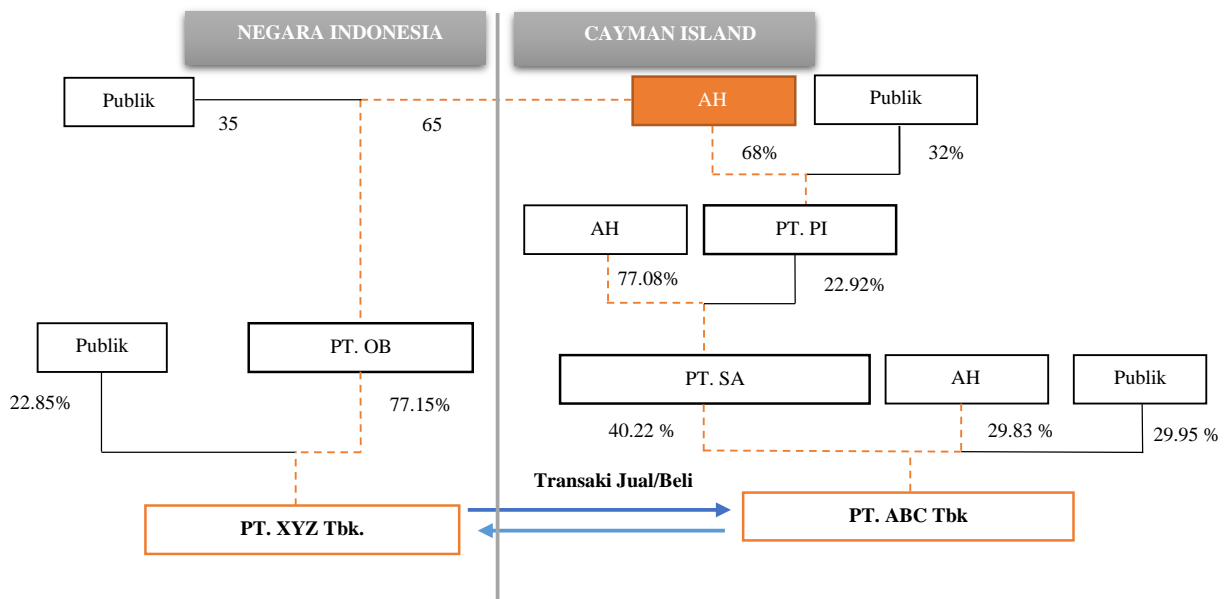 NEGARA INDONESIA
CAYMAN ISLAND
Publik
AH
Publik
35
65
68%
32%
AH
PT. PI
77.08%
22.92%
Publik
PT. OB
PT. SA
AH
Publik
22.85%
77.15%
40.22 %
29.83 %
29.95 %
Transaki Jual/Beli
PT. XYZ Tbk.
PT. ABC Tbk